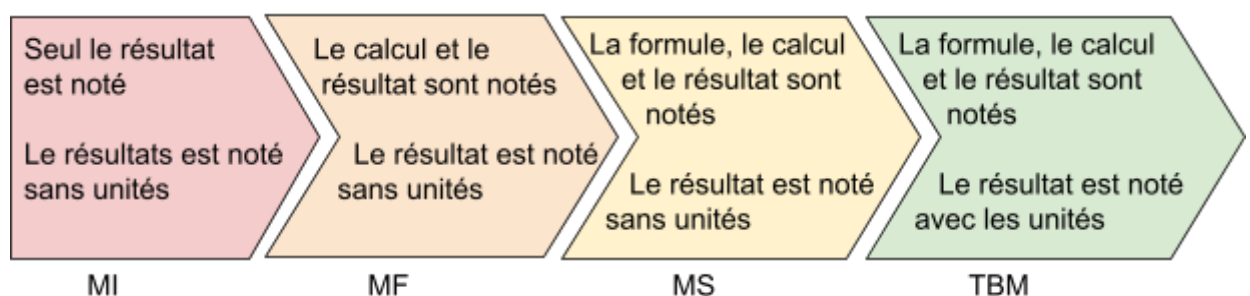 Seul le résultat
est noté
Le résultats est noté
sans unités
Le calcul et le
résultat sont notés
Le résultat est noté
sans unités
La formule, le calcul
et le résultat sont
notés
Le résultat est noté
sans unités
La formule, le calcul
et le résultat sont
notés
Le résultat est noté
avec les unités
MI
MF
MS
TBM